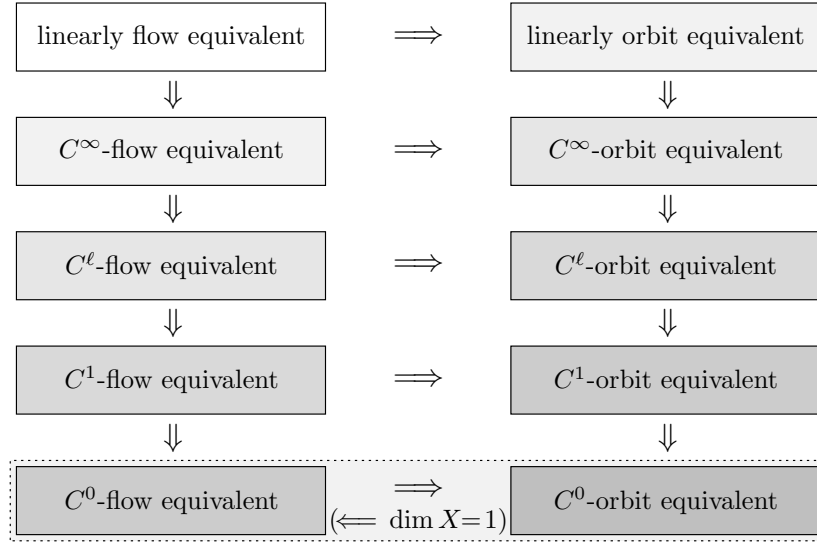 linearly flow equivalent ⟹ linearly orbit equivalent
⇓ ⇓
C^∞-flow equivalent ⟹ C^∞-orbit equivalent
⇓ ⇓
C^ℓ-flow equivalent ⟹ C^ℓ-orbit equivalent
⇓ ⇓
C^1-flow equivalent ⟹ C^1-orbit equivalent
⇓ ⇓
C^0-flow equivalent ⟹ C^0-orbit equivalent
(⟸ dim X=1)